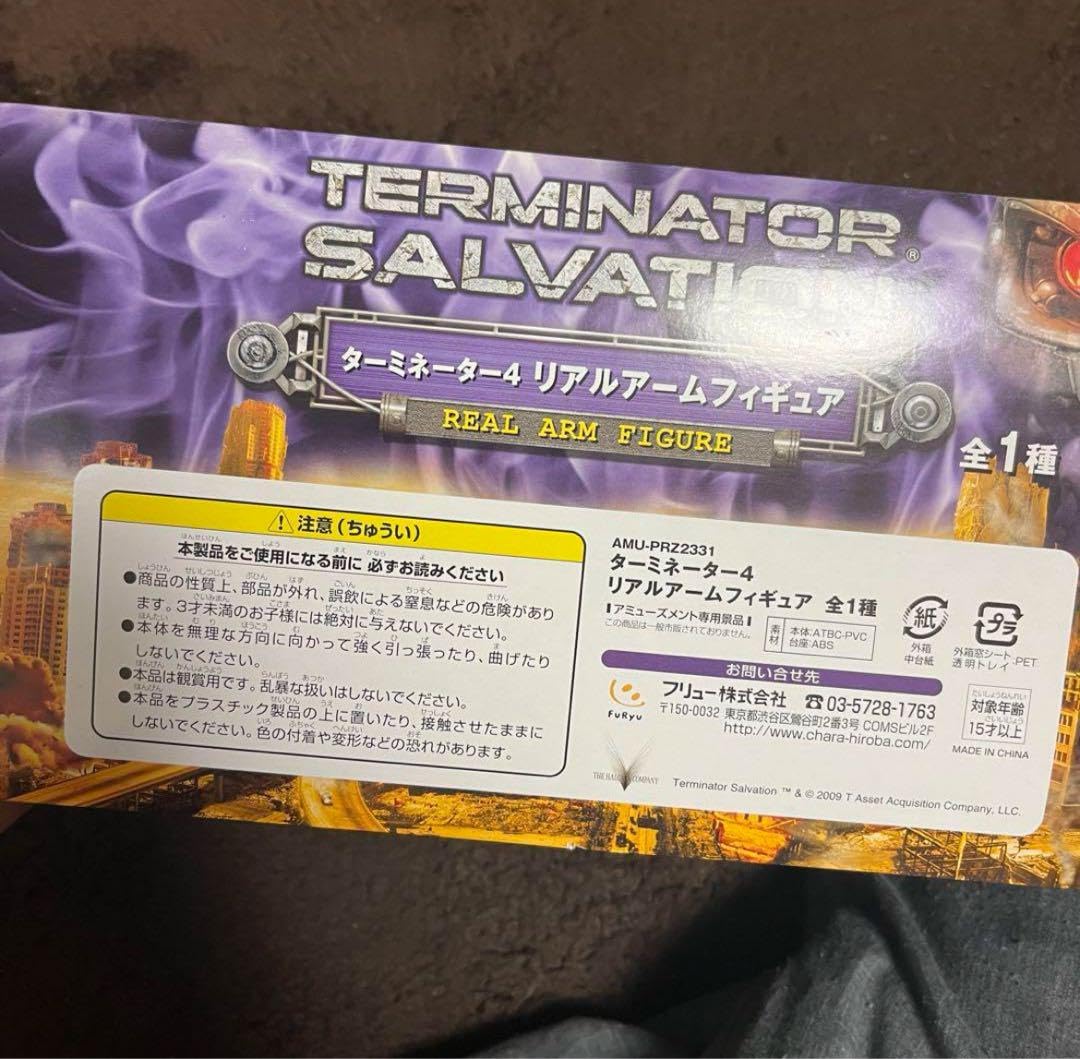 TERMINATOR
SALVATION
®
ターミネーター4 リアルアームフィギュア
REAL ARM FIGURE
全1種
⚠注意(ちゅうい)
本製品をご使用になる前に 必ずお読みください
●商品の性質上、部品が外れ、誤飲による窒息などの危険があり
ます。3才未満のお子様には絶対に与えないでください。
●本体を無理な方向に向かって強く引っ張ったり、曲げたり
しないでください。
●本品は観賞用です。乱暴な扱いはしないでください。
●本品をプラスチック製品の上に置いたり、接触させたままに
しないでください。色の付着や変形などの恐れがあります。
AMU-PRZ2331
ターミネーター4
リアルアームフィギュア 全1種
アミューズメント専用景品
この商品は一般市販されておりません。
素材
本体:ATBC-PVC
台座:ABS
紙
外箱
中台紙
プラ
外箱窓シート:PET
透明トレイ
お問い合せ先
FuRyu
フリュー株式会社 ☎03-5728-1763
〒150-0032 東京都渋谷区鶯谷町2番3号 COMSビル2F
http://www.chara-hiroba.com/
たいしょうねんれい
対象年齢
さいいじょう
15才以上
MADE IN CHINA
Terminator Salvation ™ & © 2009 T Asset Acquisition Company, LLC.